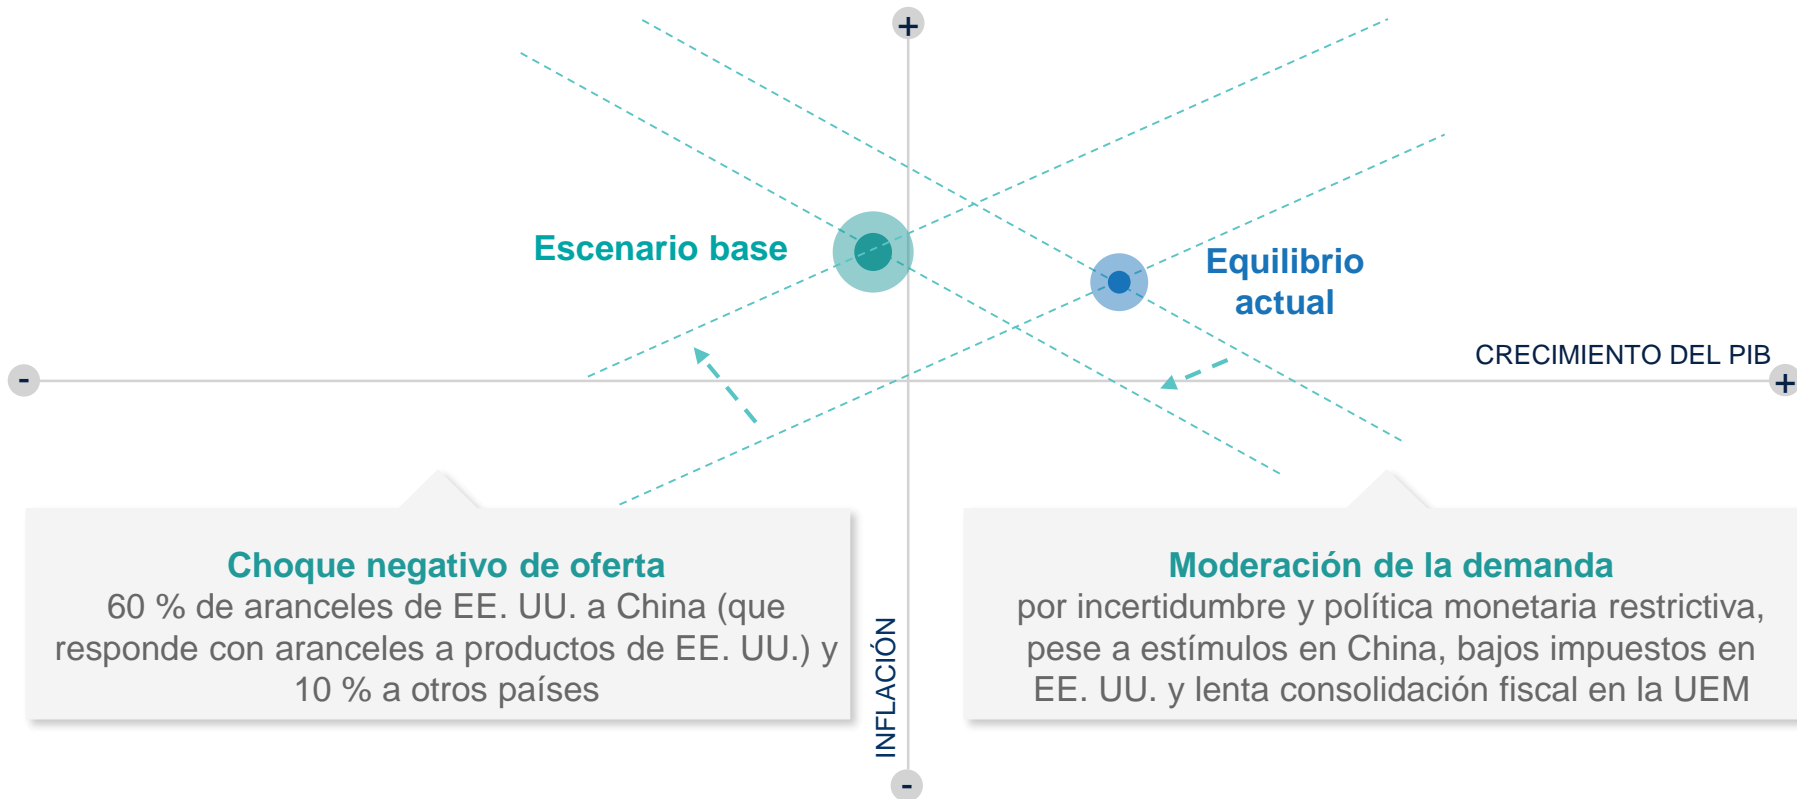 +
Escenario base
Equilibrio
actual
CRECIMIENTO DEL PIB
-
+
Choque negativo de oferta
60 % de aranceles de EE. UU. a China (que
responde con aranceles a productos de EE. UU.) y
10 % a otros países
INFLACIÓN
Moderación de la demanda
por incertidumbre y política monetaria restrictiva,
pese a estímulos en China, bajos impuestos en
EE. UU. y lenta consolidación fiscal en la UEM
-